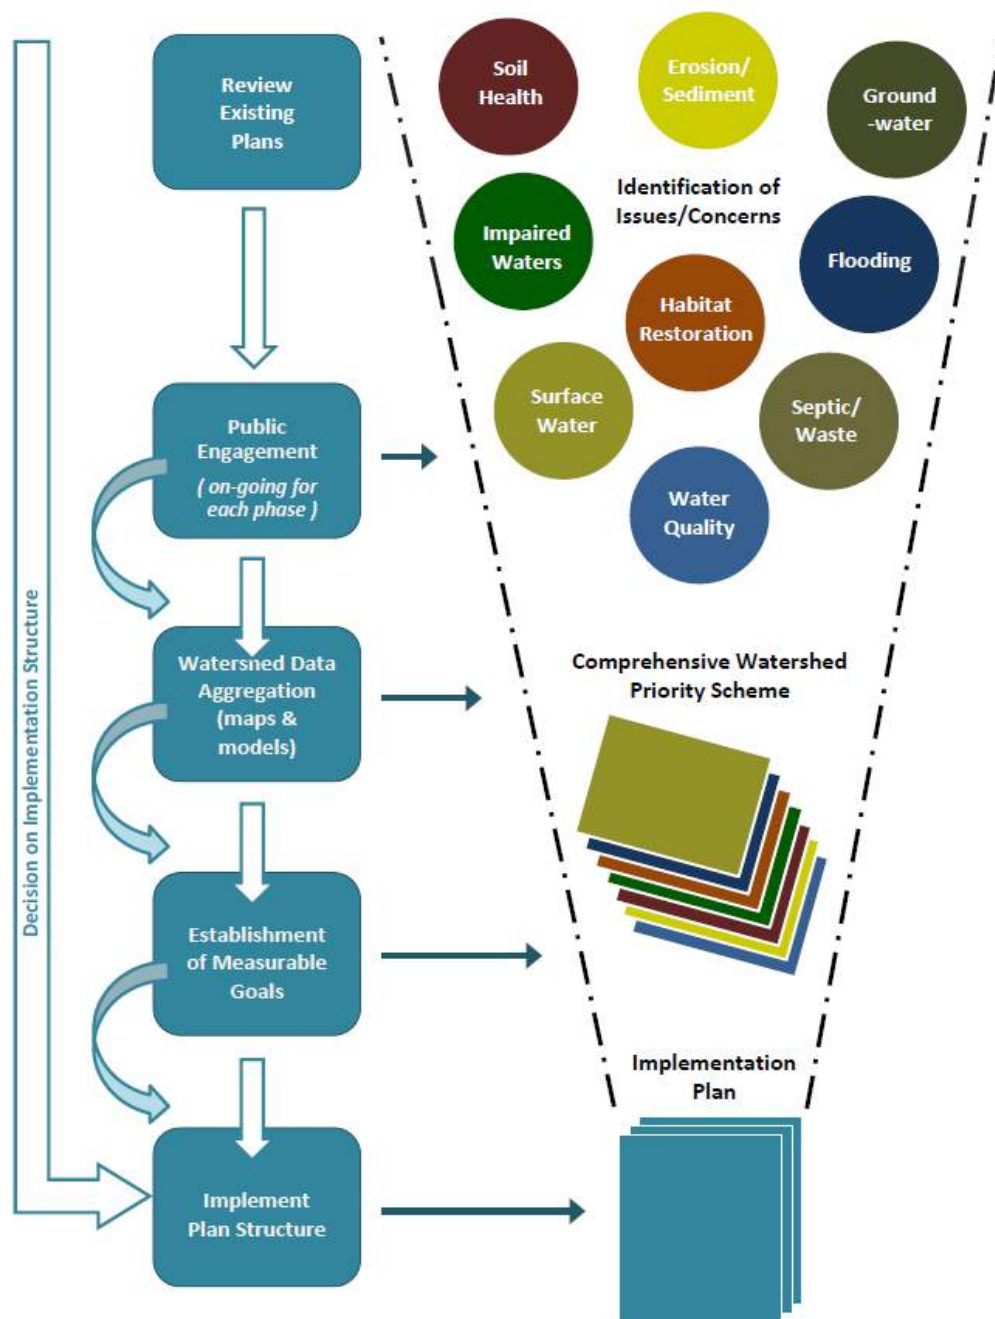 Review
Existing
Plans
Public
Engagement
( on-going for
each phase )
Watershed Data
Aggregation
(maps &
models)
Establishment
of Measurable
Goals
Implement
Plan Structure
Decision on Implementation Structure
Soil
Health
Erosion/
Sediment
Ground
-water
Identification of
Issues/Concerns
Impaired
Waters
Flooding
Habitat
Restoration
Surface
Water
Septic/
Waste
Water
Quality
Comprehensive Watershed
Priority Scheme
Implementation
Plan